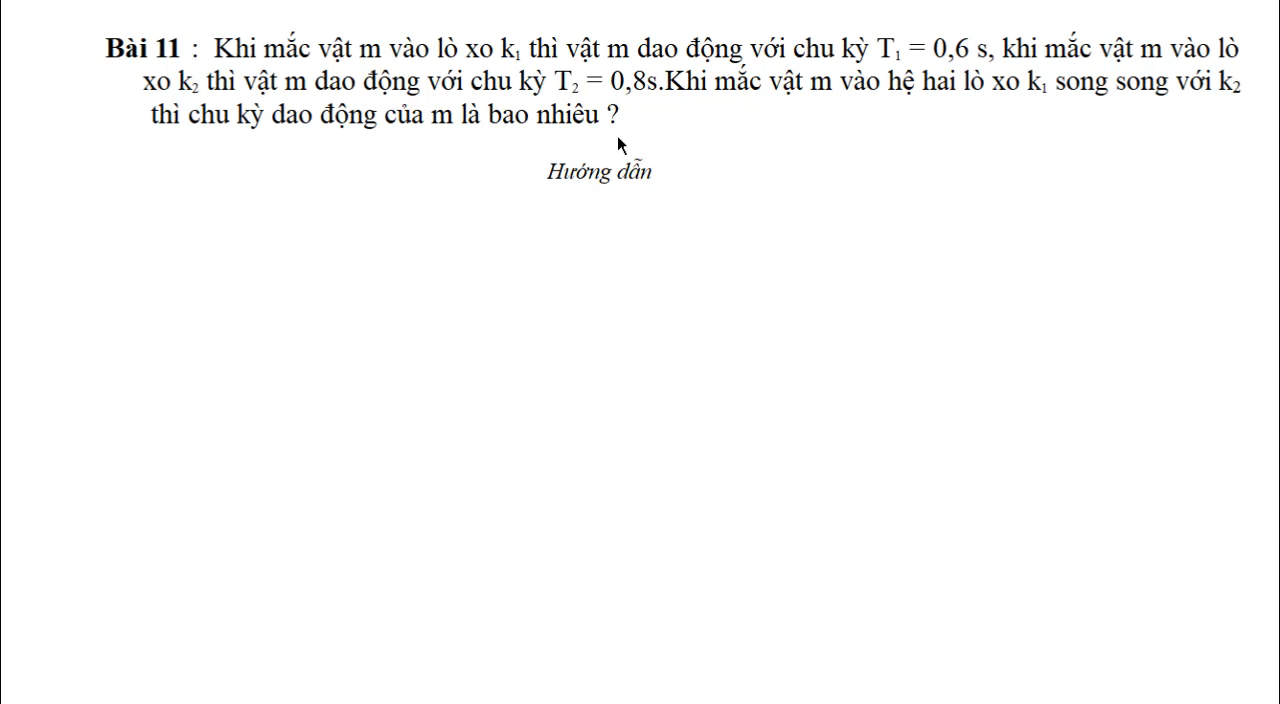 Bài 11 : Khi mắc vật m vào lò xo k₁ thì vật m dao động với chu kỳ T₁ = 0,6 s, khi mắc vật m vào lò
xo k₂ thì vật m dao động với chu kỳ T₂ = 0,8s.Khi mắc vật m vào hệ hai lò xo k₁ song song với k₂
thì chu kỳ dao động của m là bao nhiêu ?
Hướng dẫn